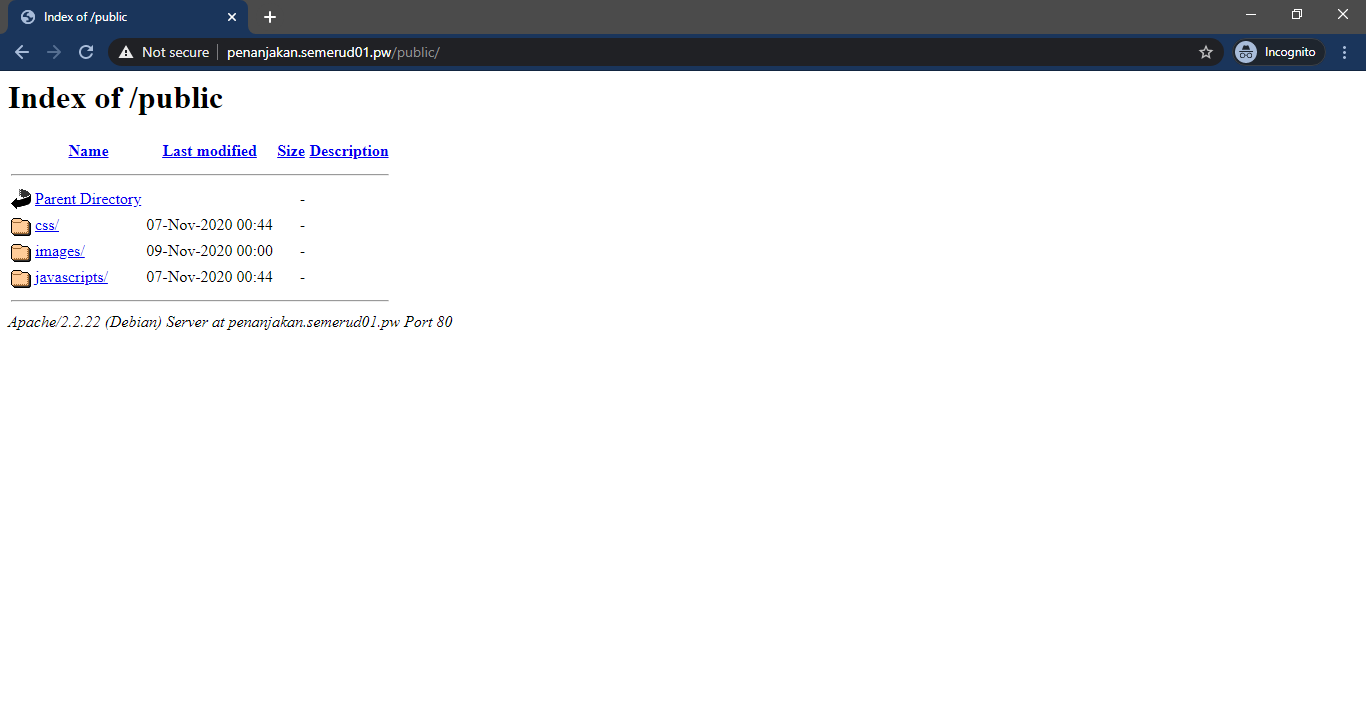 Index of /public
Not secure penanjakan.semerud01.pw/public/ Incognito
Index of /public
Name Last modified Size Description
Parent Directory -
css/ 07-Nov-2020 00:44 -
images/ 09-Nov-2020 00:00 -
javascripts/ 07-Nov-2020 00:44 -
Apache/2.2.22 (Debian) Server at penanjakan.semerud01.pw Port 80